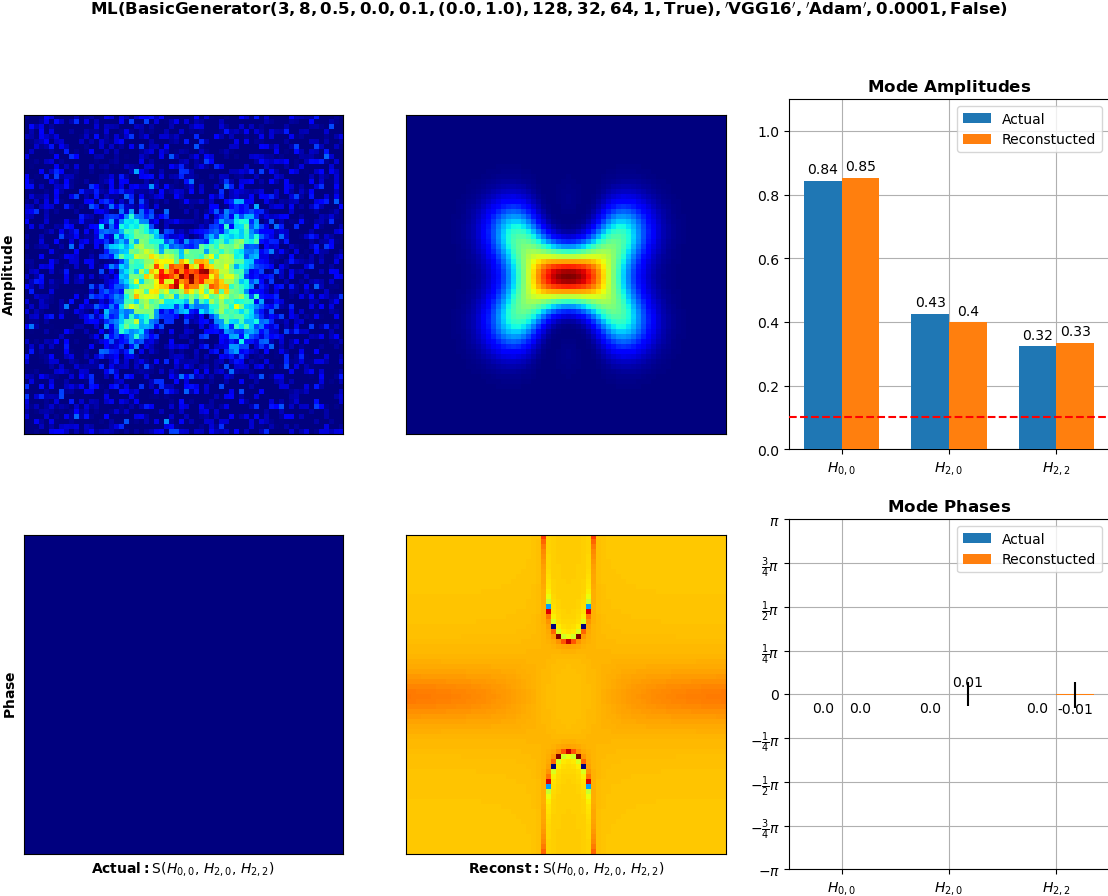 ML(BasicGenerator(3, 8, 0.5, 0.0, 0.1, (0.0, 1.0), 128, 32, 64, 1, True), ′VGG16′, ′Adam′, 0.0001, False)
Amplitude
Mode Amplitudes
Actual
Reconstucted
1.0
0.8
0.6
0.4
0.2
0.0
0.84
0.85
0.43
0.4
0.32
0.33
H0,0
H2,0
H2,2
Phase
Actual: S(H0,0, H2,0, H2,2)
Reconst: S(H0,0, H2,0, H2,2)
Mode Phases
Actual
Reconstucted
π
3/4π
1/2π
1/4π
0
−1/4π
−1/2π
−3/4π
−π
0.0
0.0
0.0
0.01
0.0
-0.01
H0,0
H2,0
H2,2